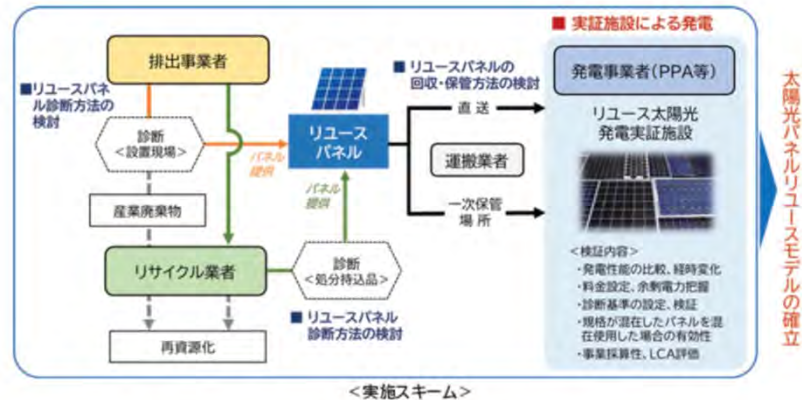 ■ 実証施設による発電
排出事業者
■リユースパネ
ル診断方法の
検討
診断
<設置現場>
パネル
提供
産業廃棄物
リサイクル業者
再資源化
リユース
パネル
パネル
提供
診断
<処分持込品>
■ リユースパネル
診断方法の検討
■ リユースパネルの
回収・保管方法の検討
直 送
運搬業者
一次保管
場 所
発電事業者(PPA等)
リユース太陽光
発電実証施設
<検証内容>
・発電性能の比較、経時変化
・料金設定、余剰電力把握
・診断基準の設定、検証
・規格が混在したパネルを混
在使用した場合の有効性
・事業採算性、LCA評価
太陽光パネルリユースモデルの確立
<実施スキーム>